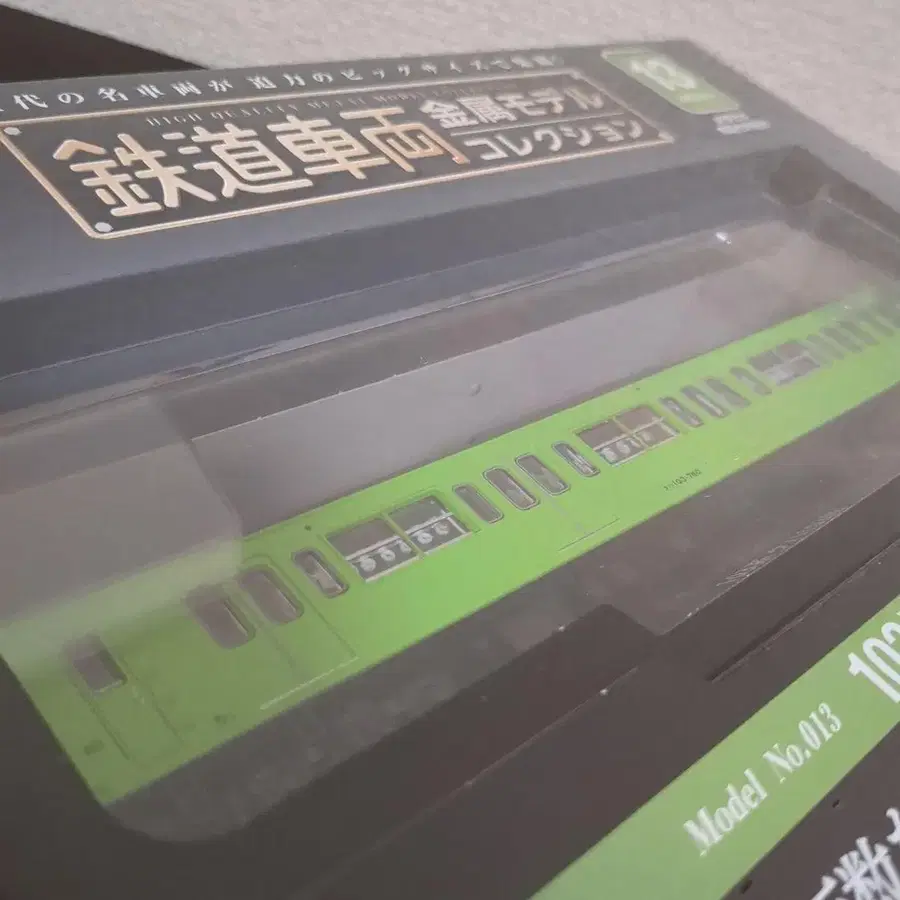 代の名車両が迫力のビッグサイズで登場!
HIGH QUALITY METAL MODEL
鉄道車両
金属モデル
コレクション
13
Model No.013
103
数